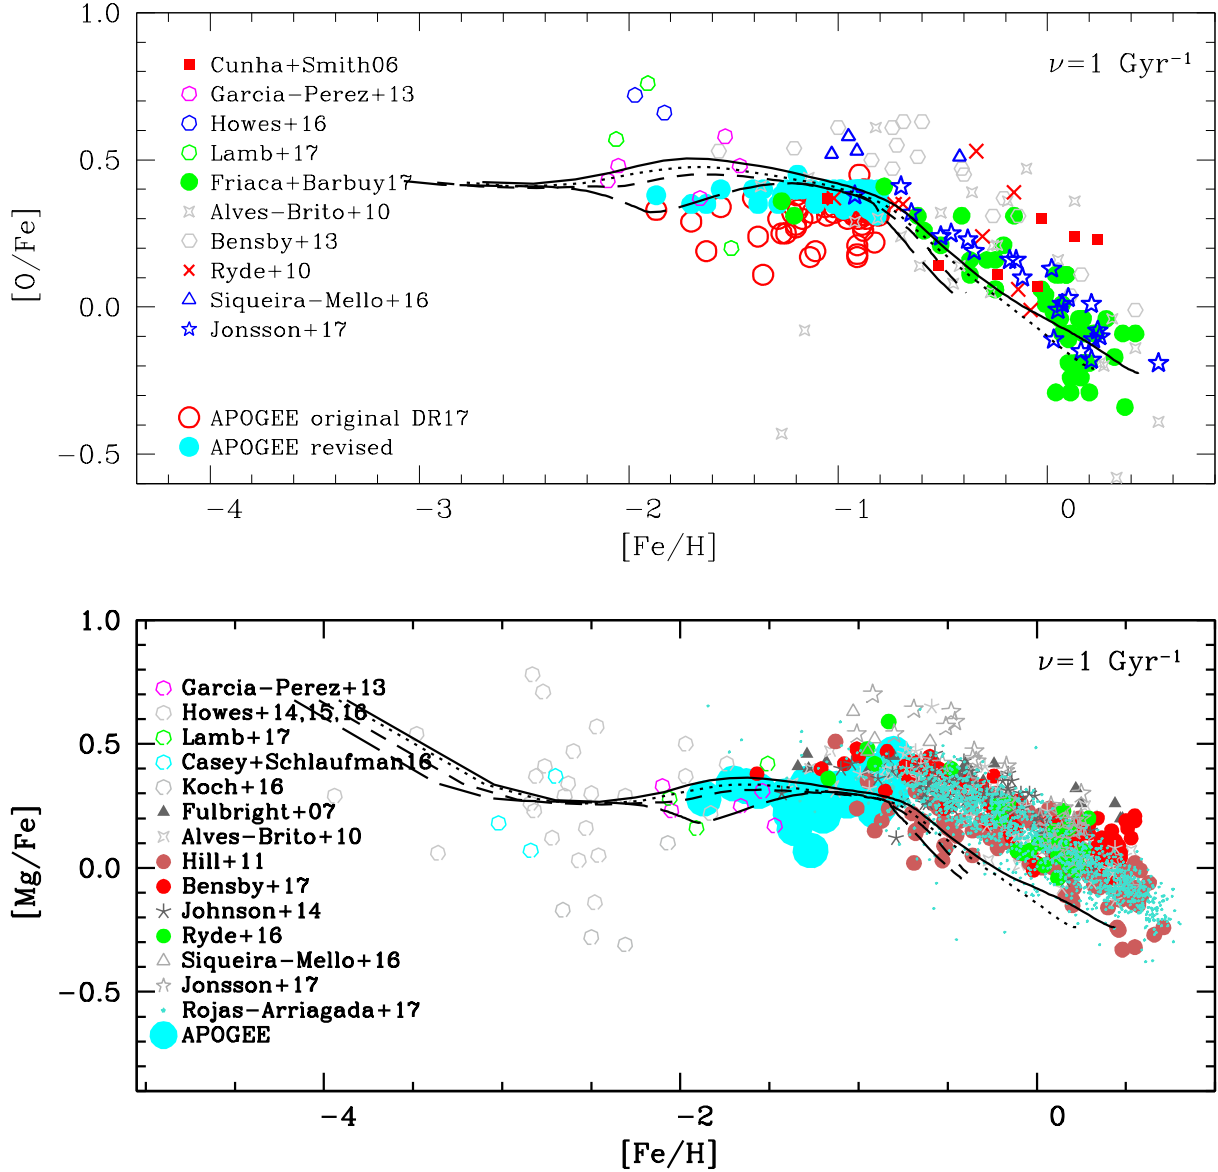 1.0
ν=1 Gyr−1
Cunha+Smith06
Garcia−Perez+13
Howes+16
Lamb+17
Friaca+Barbuy17
Alves−Brito+10
Bensby+13
Ryde+10
Siqueira−Mello+16
Jonsson+17
APOGEE original DR17
APOGEE revised
0.5
0.0
−0.5
[O/Fe]
−4 −3 −2 −1 0
[Fe/H]
1.0
ν=1 Gyr−1
Garcia−Perez+13
Howes+14,15,16
Lamb+17
Casey+Schlaufman16
Koch+16
Fulbright+07
Alves−Brito+10
Hill+11
Bensby+17
Johnson+14
Ryde+16
Siqueira−Mello+16
Jonsson+17
Rojas−Arriagada+17
APOGEE
0.5
0.0
−0.5
[Mg/Fe]
−4 −2 0
[Fe/H]